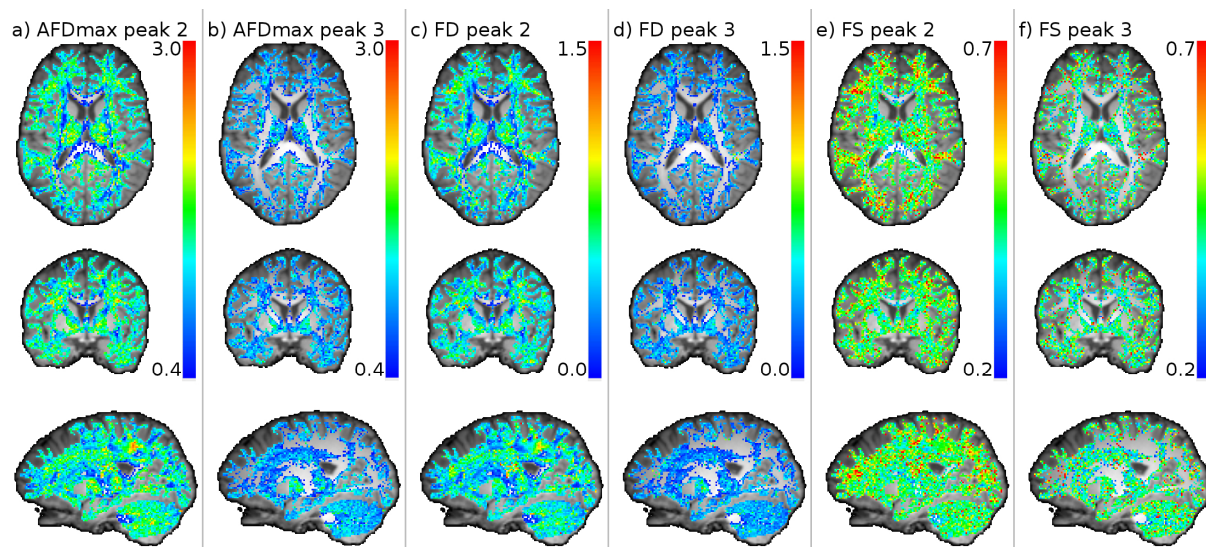 a) AFDmax peak 2
3.0
0.4
b) AFDmax peak 3
3.0
0.4
c) FD peak 2
1.5
0.0
d) FD peak 3
1.5
0.0
e) FS peak 2
0.7
0.2
f) FS peak 3
0.7
0.2